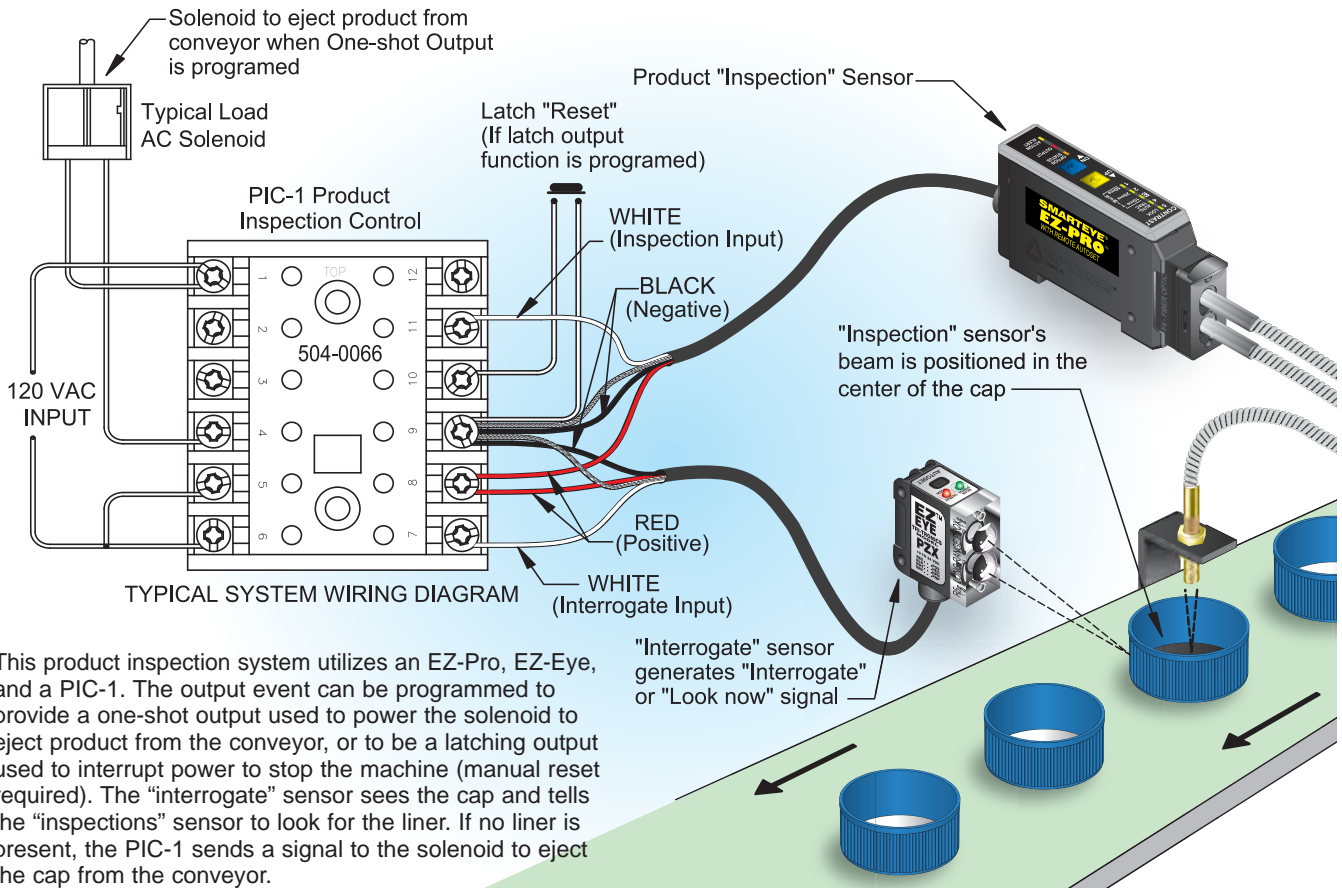 Solenoid to eject product from
conveyor when One-shot Output
is programed
Typical Load
AC Solenoid
Latch "Reset"
(If latch output
function is programed)
Product "Inspection" Sensor
PIC-1 Product
Inspection Control
WHITE
(Inspection Input)
BLACK
(Negative)
TOP
504-0066
1
2
3
4
5
6
12
11
10
9
8
7
120 VAC
INPUT
RED
(Positive)
WHITE
(Interrogate Input)
TYPICAL SYSTEM WIRING DIAGRAM
CONTRAST
SMARTEYE
EZ-PRO
WITH REMOTE AUTOSET
"Inspection" sensor's
beam is positioned in the
center of the cap
AUTOSET
EZ
EYE
PZX
"Interrogate" sensor
generates "Interrogate"
or "Look now" signal
This product inspection system utilizes an EZ-Pro, EZ-Eye,
and a PIC-1. The output event can be programmed to
provide a one-shot output used to power the solenoid to
eject product from the conveyor, or to be a latching output
used to interrupt power to stop the machine (manual reset
required). The “interrogate” sensor sees the cap and tells
the “inspections” sensor to look for the liner. If no liner is
present, the PIC-1 sends a signal to the solenoid to eject
the cap from the conveyor.